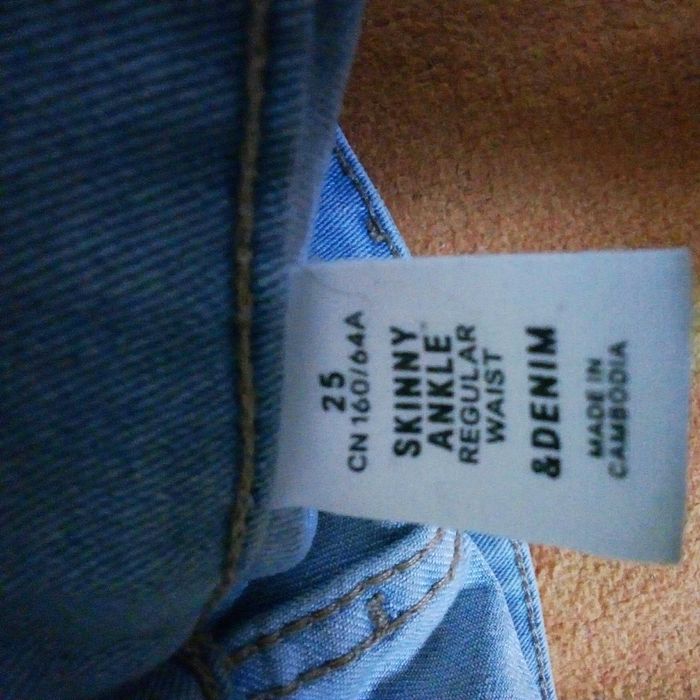 25
CN 160/64A
SKINNY
ANKLE
REGULAR
WAIST
&DENIM
MADE IN
CAMBODIA